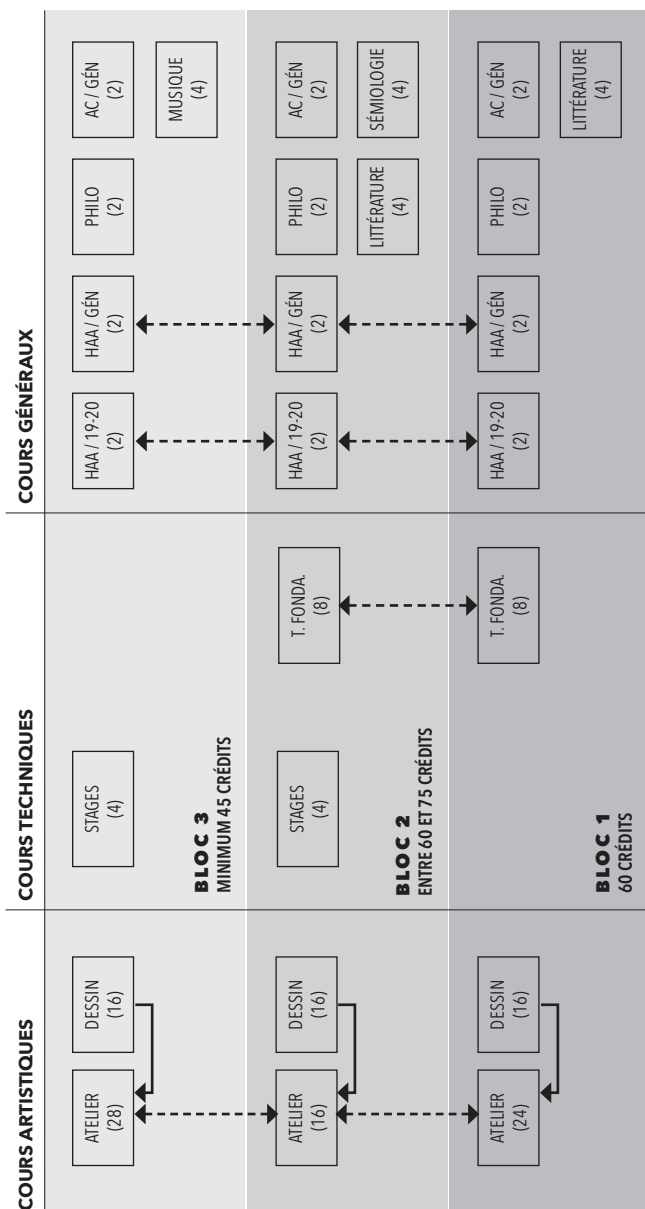 COURS ARTISTIQUES
COURS TECHNIQUES
COURS GÉNÉRAUX
ATELIER
(28)
DESSIN
(16)
STAGES
(4)
HAA / 19-20
(2)
HAA / GÉN
(2)
PHILO
(2)
AC / GÉN
(2)
MUSIQUE
(4)
BLOC 3
MINIMUM 45 CRÉDITS
ATELIER
(16)
DESSIN
(16)
STAGES
(4)
T. FONDA.
(8)
HAA / 19-20
(2)
HAA / GÉN
(2)
PHILO
(2)
AC / GÉN
(2)
LITTÉRATURE
(4)
SÉMIOLOGIE
(4)
BLOC 2
ENTRE 60 ET 75 CRÉDITS
ATELIER
(24)
DESSIN
(16)
T. FONDA.
(8)
HAA / 19-20
(2)
HAA / GÉN
(2)
PHILO
(2)
AC / GÉN
(2)
LITTÉRATURE
(4)
BLOC 1
60 CRÉDITS